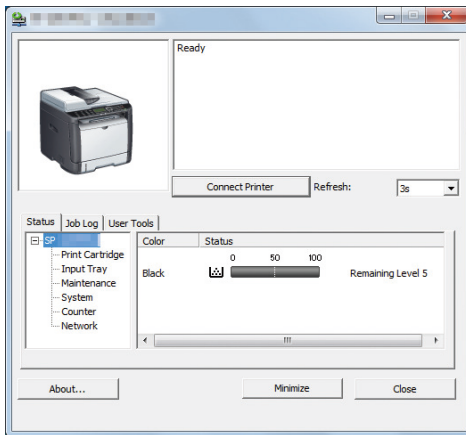 Ready
Connect Printer Refresh: 3s
Status Job Log User Tools
SP
Print Cartridge
Input Tray
Maintenance
System
Counter
Network
Color Status
0 50 100
Black Remaining Level 5
About... Minimize Close